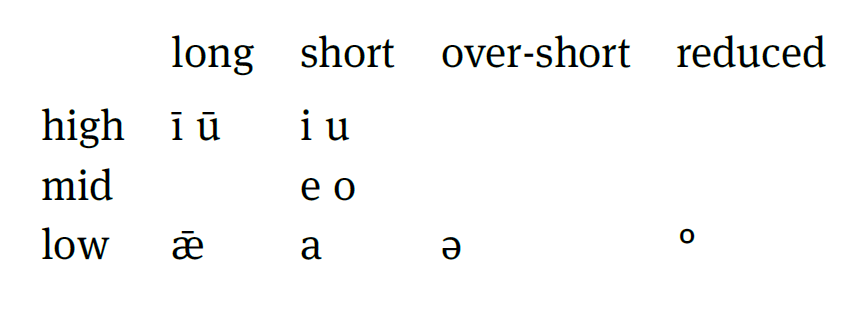 long short over-short reduced
high ī ū i u
mid e o
low ǣ a ə º